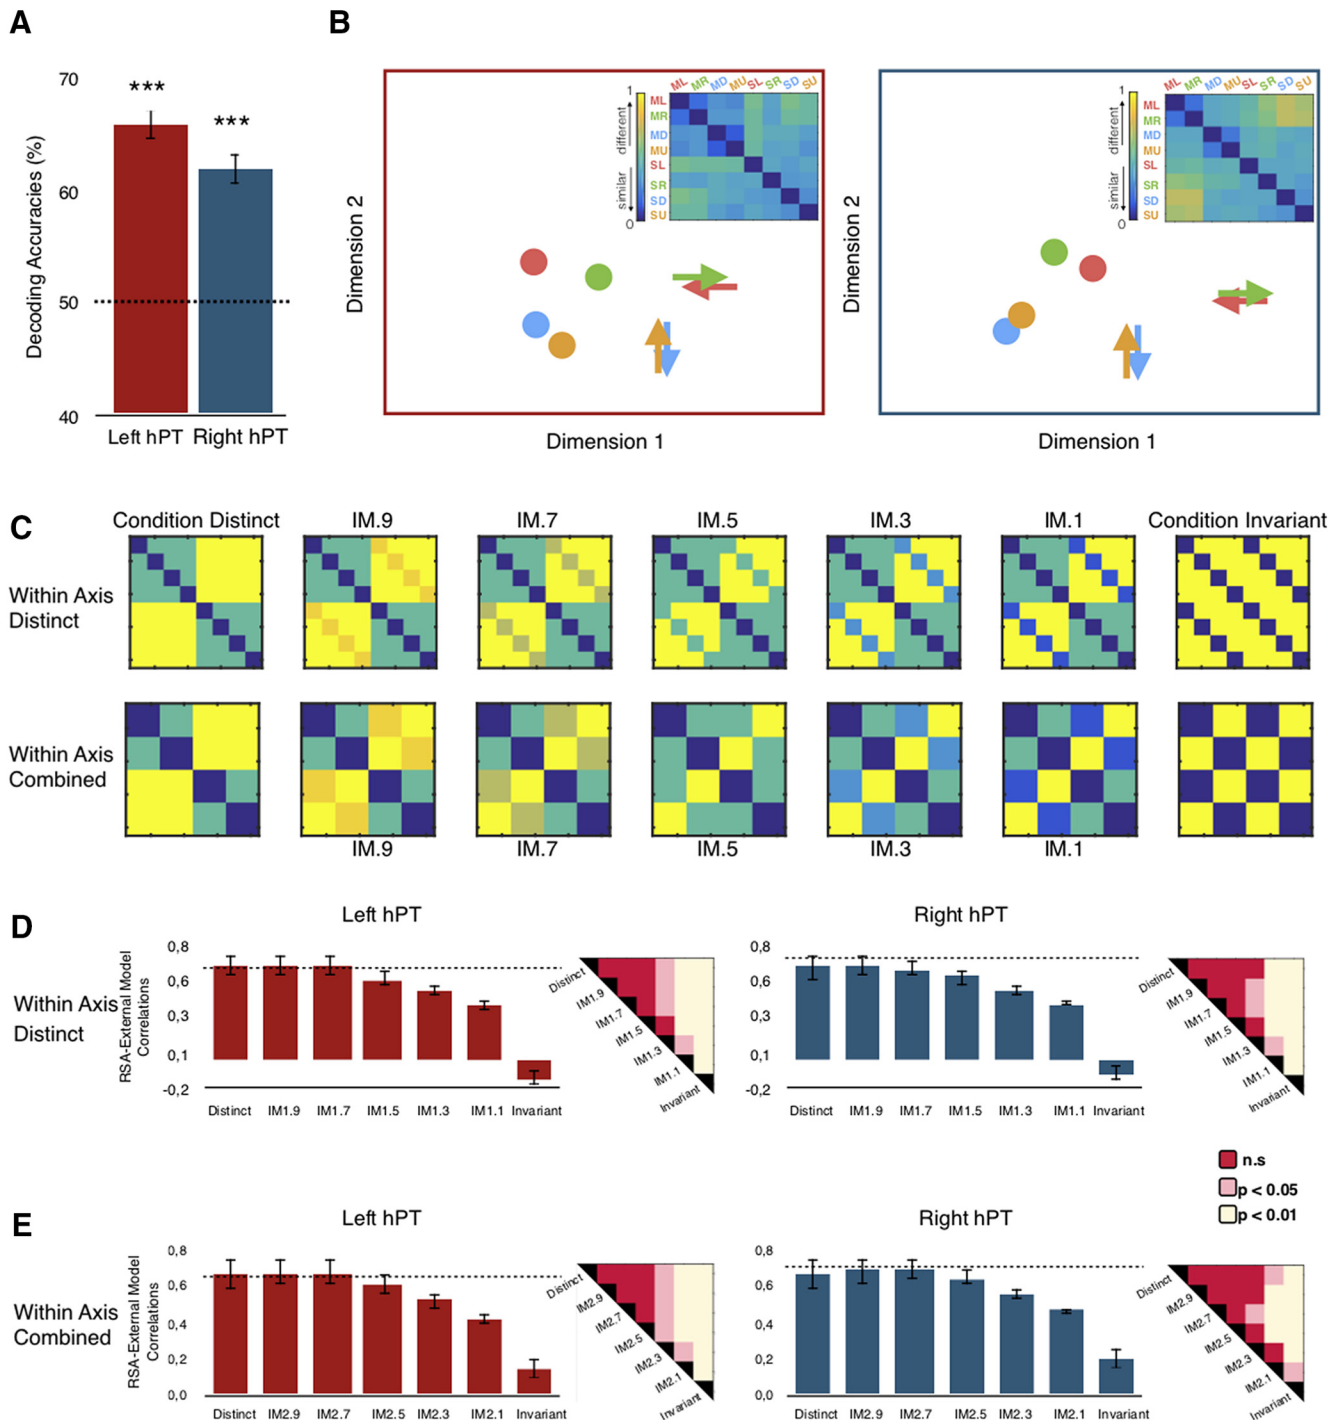 A
B
70
60
50
40
Decoding Accuracies (%)
***
***
Left hPT
Right hPT
Dimension 2
Dimension 1
1
different
similar
0
ML MR MD MU SL SR SD SU
ML
MR
MD
MU
SL
SR
SD
SU
Dimension 2
Dimension 1
1
different
similar
0
ML MR MD MU SL SR SD SU
ML
MR
MD
MU
SL
SR
SD
SU
C
Condition Distinct
IM.9
IM.7
IM.5
IM.3
IM.1
Condition Invariant
Within Axis
Distinct
Within Axis
Combined
IM.9
IM.7
IM.5
IM.3
IM.1
D
Left hPT
Right hPT
Within Axis
Distinct
RSA-External Model
Correlations
0,8
0,6
0,3
0,1
-0,2
Distinct
IM1.9
IM1.7
IM1.5
IM1.3
IM1.1
Invariant
Distinct
IM1.9
IM1.7
IM1.5
IM1.3
IM1.1
Invariant
0,8
0,6
0,3
0,1
-0,2
Distinct
IM1.9
IM1.7
IM1.5
IM1.3
IM1.1
Invariant
Distinct
IM1.9
IM1.7
IM1.5
IM1.3
IM1.1
Invariant
n.s
p < 0.05
p < 0.01
E
Left hPT
Right hPT
Within Axis
Combined
RSA-External Model
Correlations
0,8
0,6
0,4
0,2
0,0
Distinct
IM2.9
IM2.7
IM2.5
IM2.3
IM2.1
Invariant
Distinct
IM2.9
IM2.7
IM2.5
IM2.3
IM2.1
Invariant
0,8
0,6
0,4
0,2
0,0
Distinct
IM2.9
IM2.7
IM2.5
IM2.3
IM2.1
Invariant
Distinct
IM2.9
IM2.7
IM2.5
IM2.3
IM2.1
Invariant